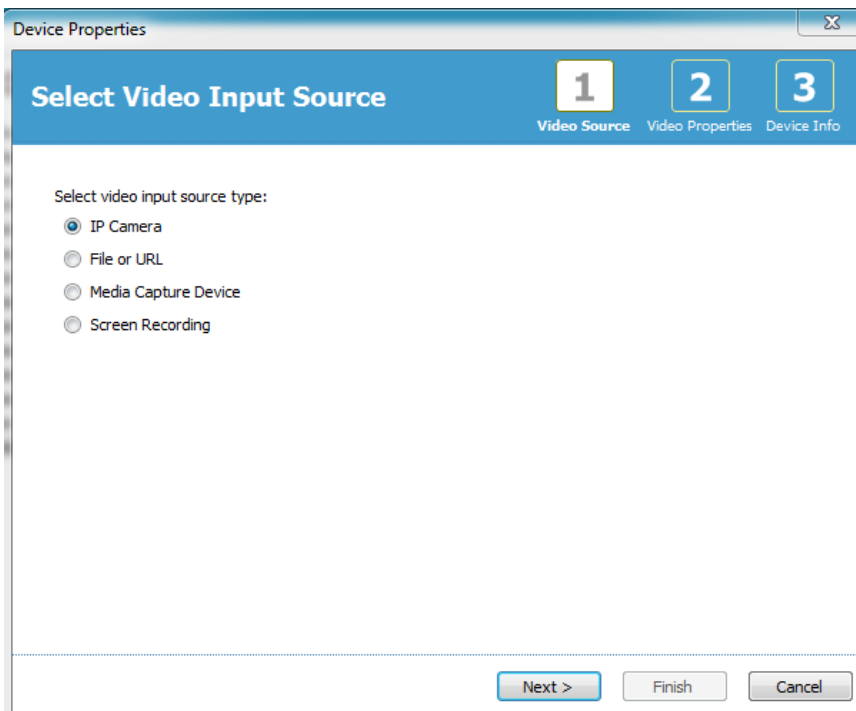 Device Properties
X
Select Video Input Source
1 2 3
Video Source Video Properties Device Info
Select video input source type:
IP Camera
File or URL
Media Capture Device
Screen Recording
Next > Finish Cancel